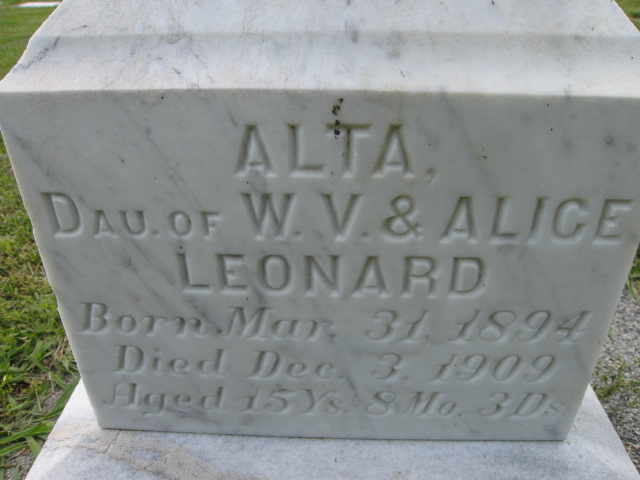 ALTA,
DAU. OF W. V. & ALICE
LEONARD
Born Mar. 31, 1894
Died Dec. 3, 1909
Aged 15 Ys. 8 Mo. 3 Ds.